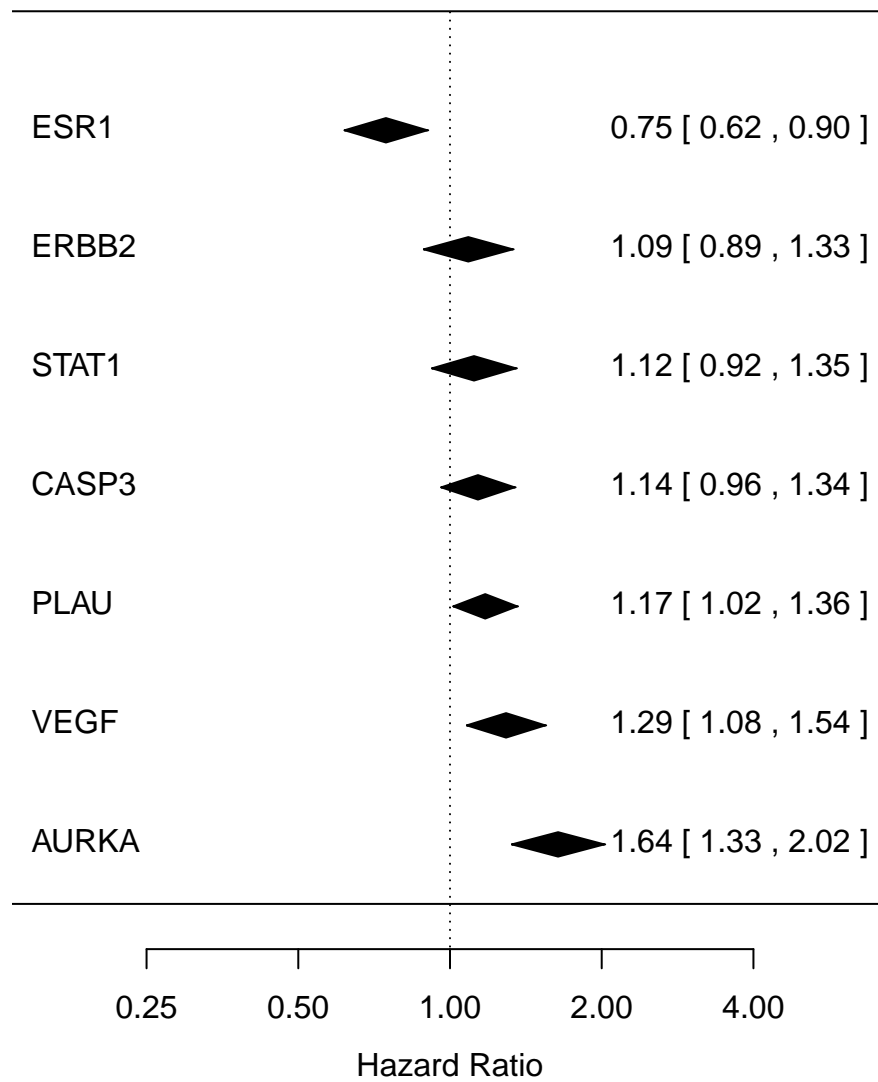 ESR1 0.75 [ 0.62 , 0.90 ]
ERBB2 1.09 [ 0.89 , 1.33 ]
STAT1 1.12 [ 0.92 , 1.35 ]
CASP3 1.14 [ 0.96 , 1.34 ]
PLAU 1.17 [ 1.02 , 1.36 ]
VEGF 1.29 [ 1.08 , 1.54 ]
AURKA 1.64 [ 1.33 , 2.02 ]
0.25 0.50 1.00 2.00 4.00
Hazard Ratio